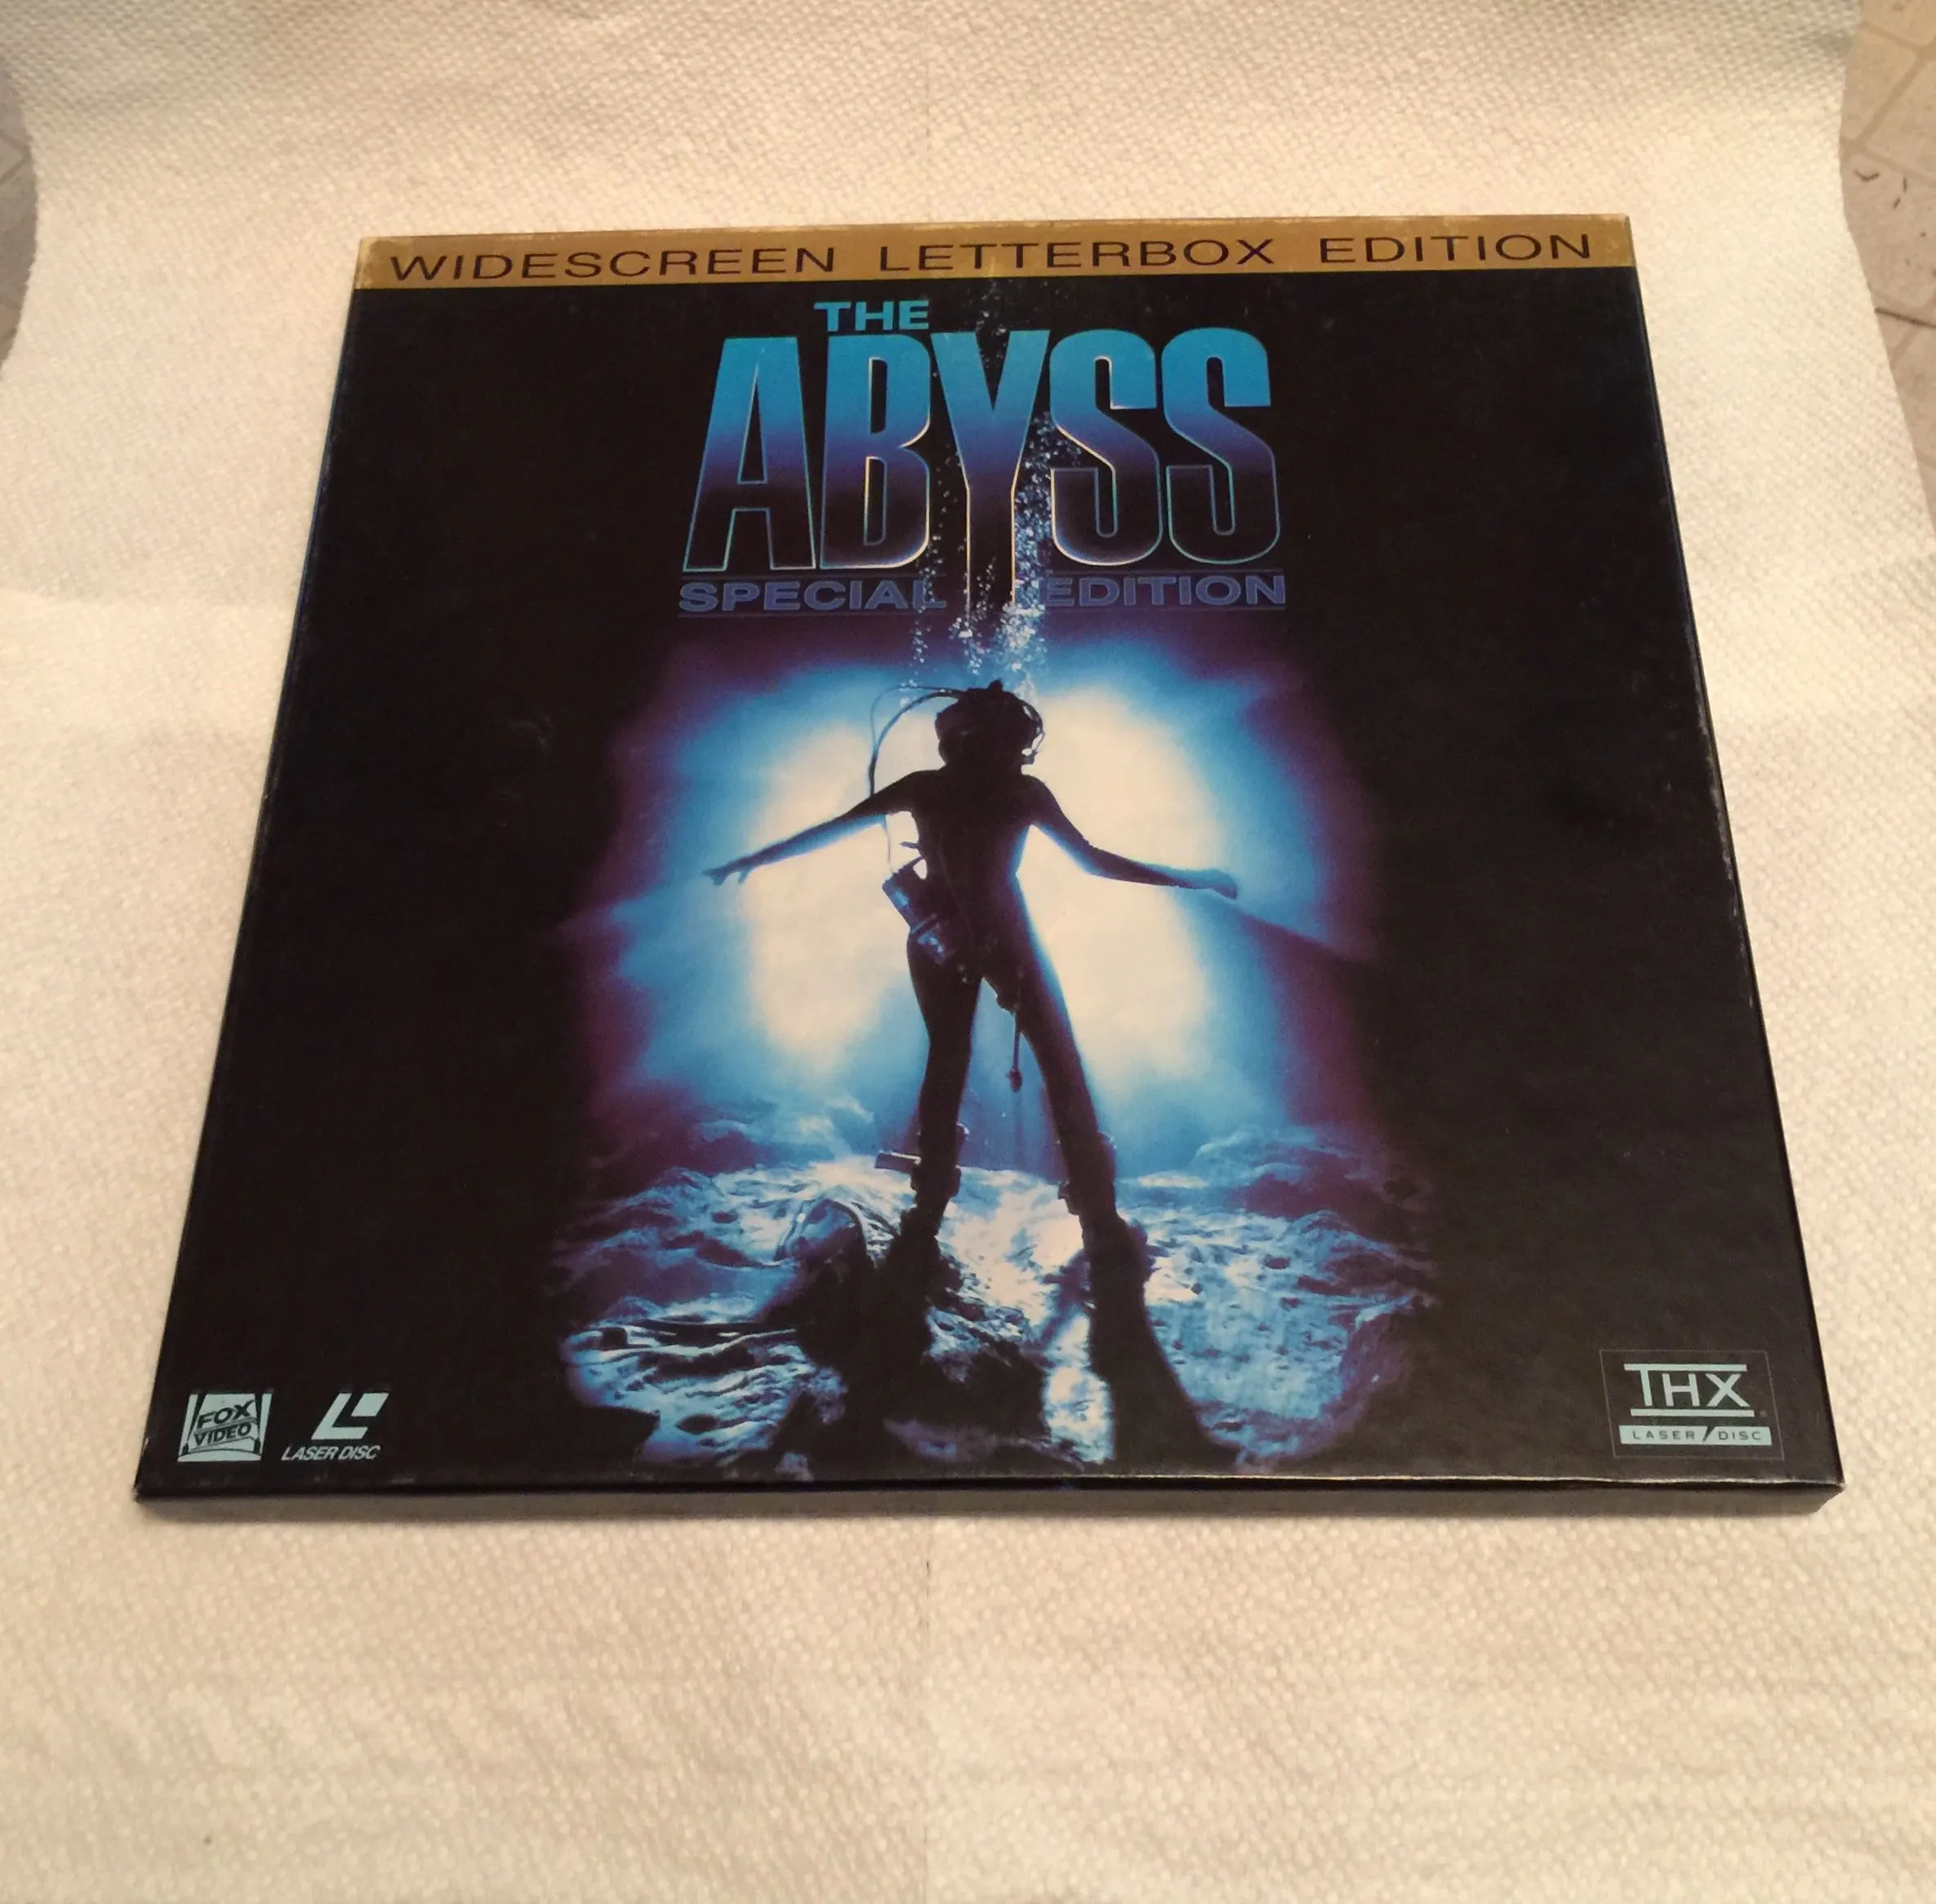 WIDESCREEN LETTERBOX EDITION
THE
ABYSS
SPECIAL EDITION
FOX
VIDEO
LASER DISC
THX
LASER DISC